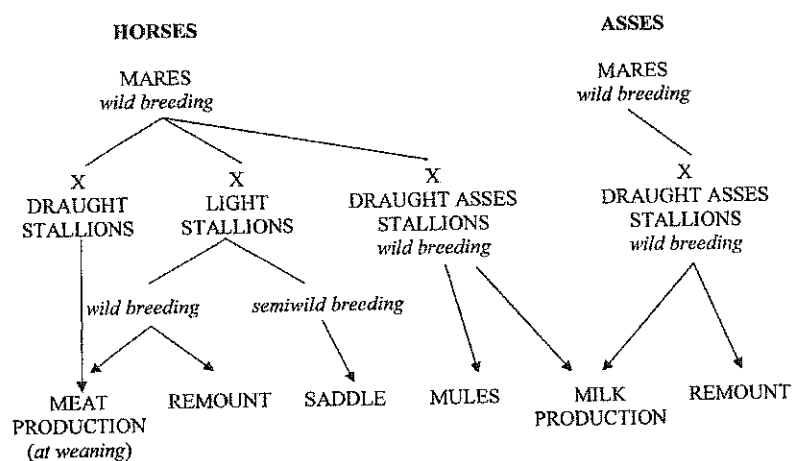 HORSES
ASSES
MARES
wild breeding
MARES
wild breeding
X
DRAUGHT
STALLIONS
X
LIGHT
STALLIONS
X
DRAUGHT ASSES
STALLIONS
wild breeding
X
DRAUGHT ASSES
STALLIONS
wild breeding
wild breeding
semiwild breeding
MEAT
PRODUCTION
(at weaning)
REMOUNT
SADDLE
MULES
MILK
PRODUCTION
REMOUNT